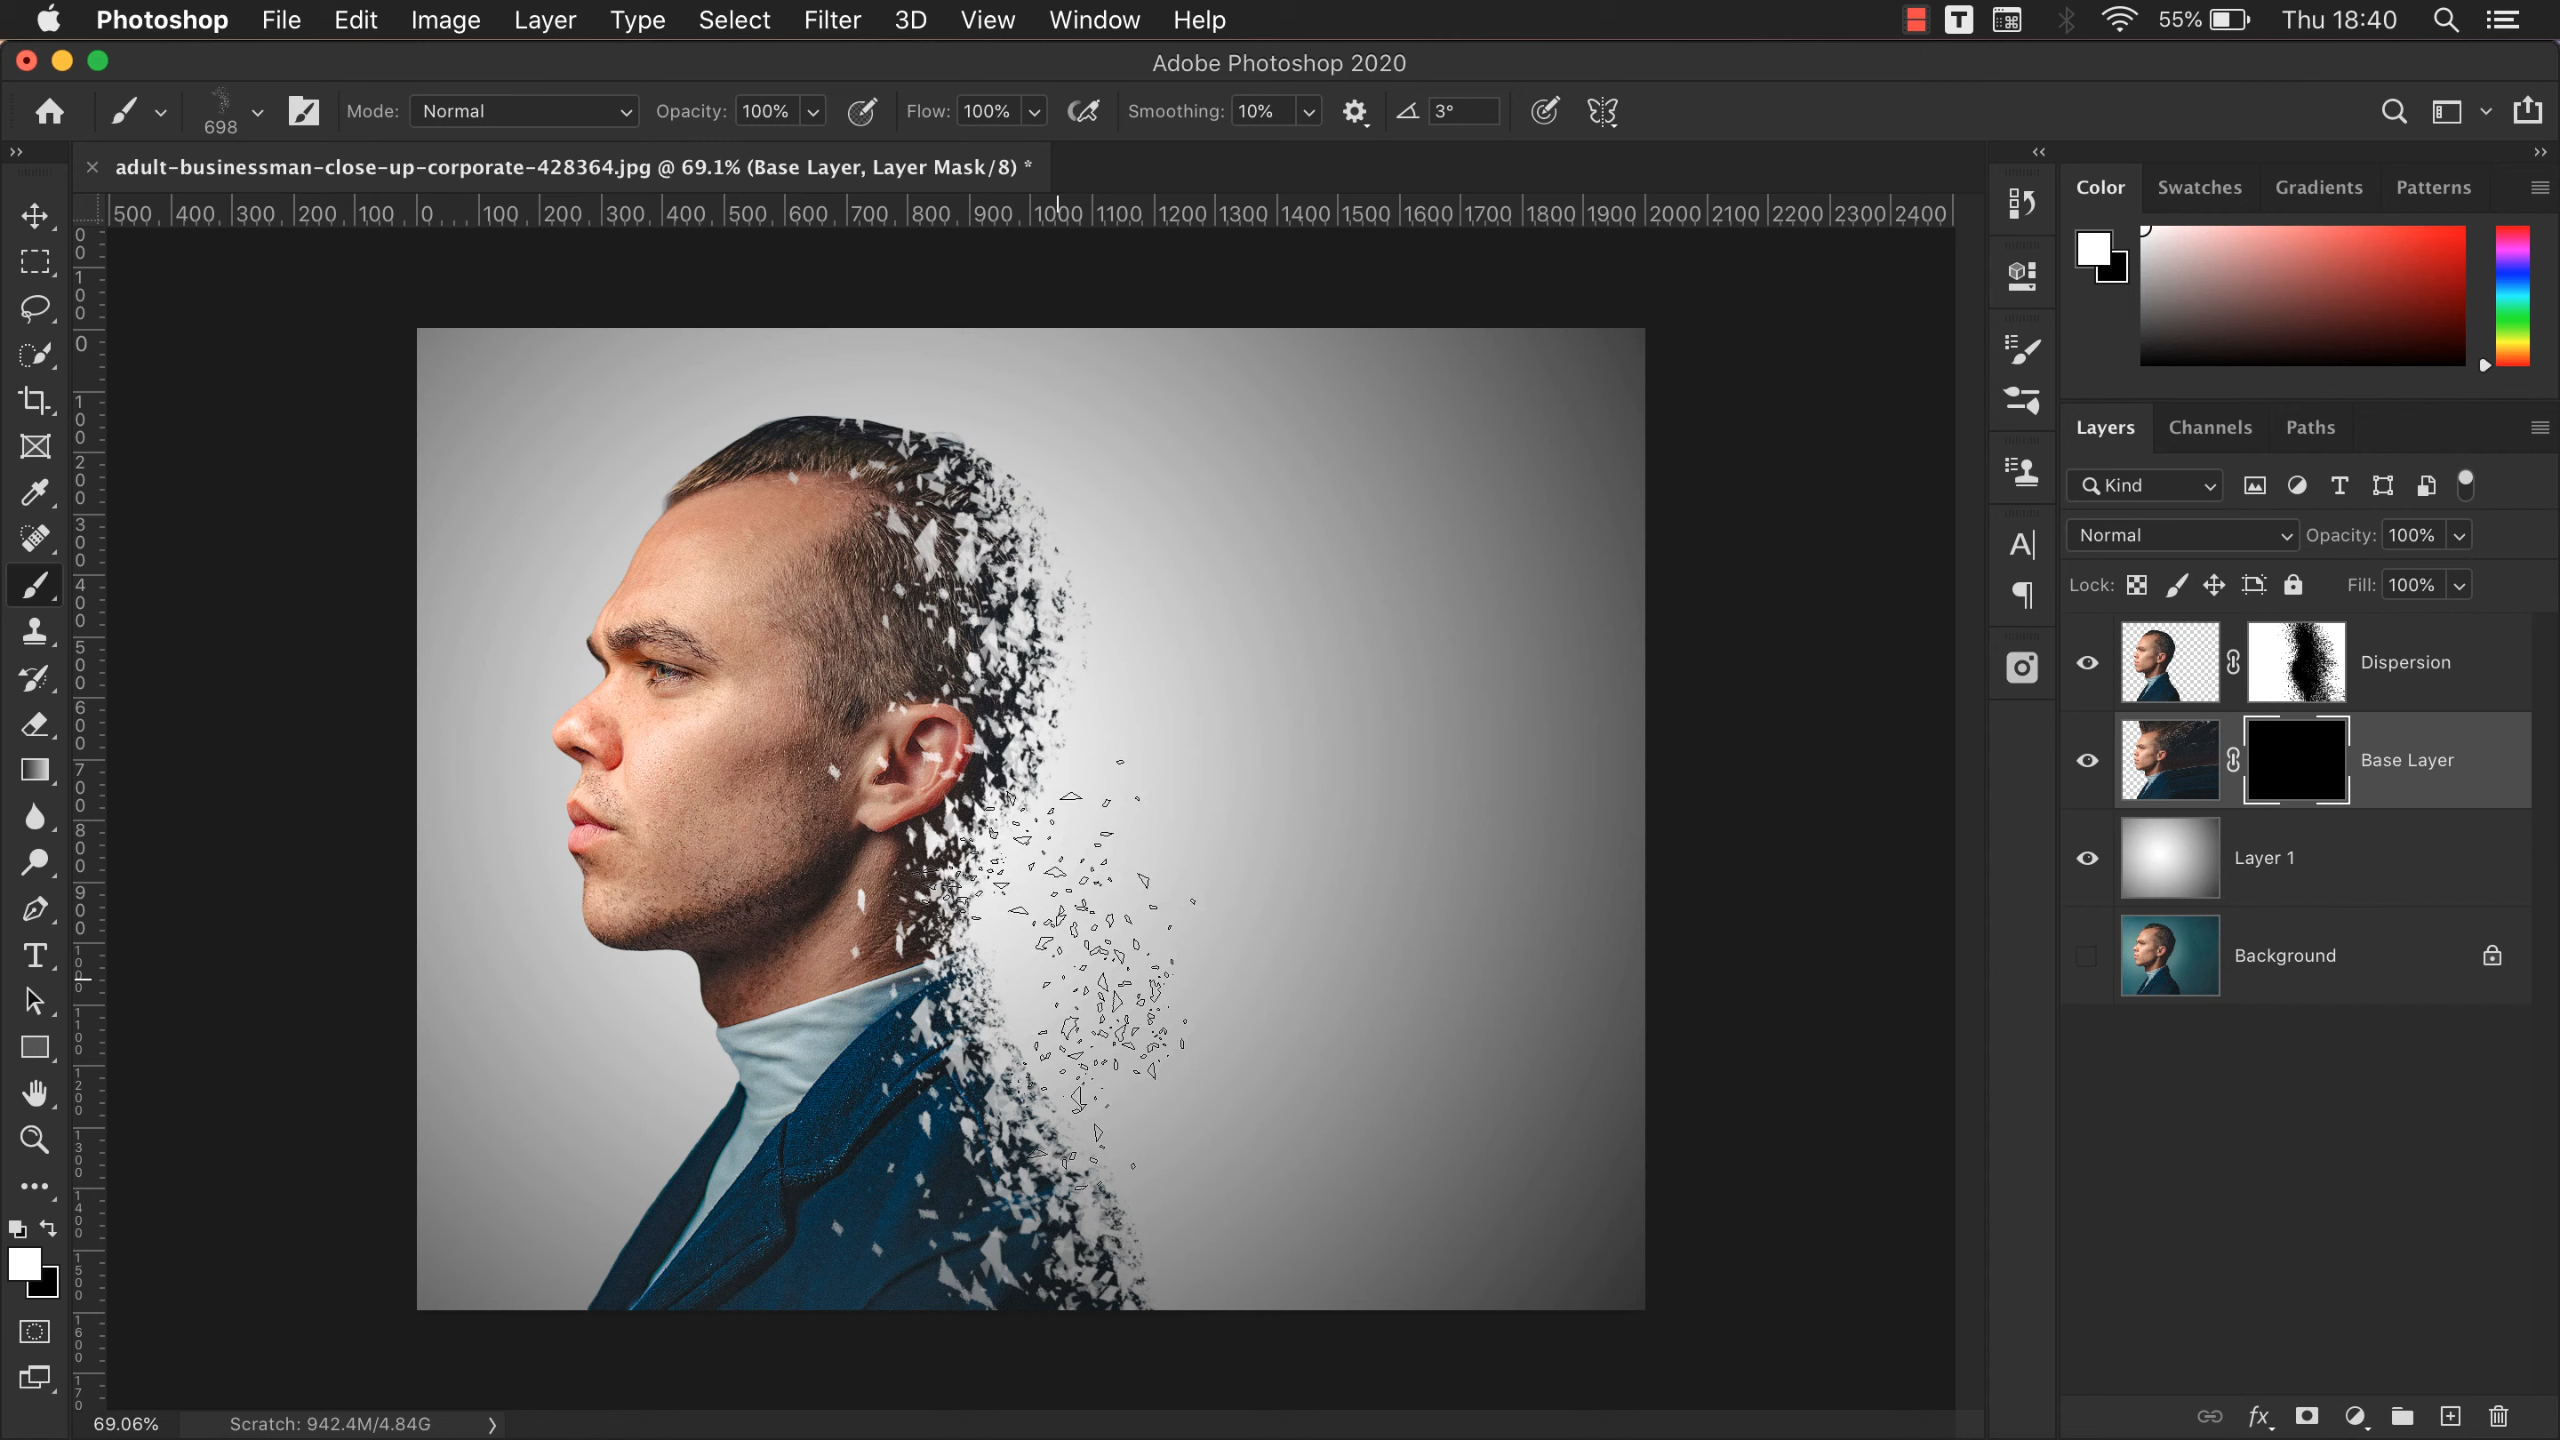 Photoshop File Edit Image Layer Type Select Filter 3D View Window Help 55% Thu 18:40
Adobe Photoshop 2020
698 Mode: Normal Opacity: 100% Flow: 100% Smoothing: 10% 3°
adult-businessman-close-up-corporate-428364.jpg @ 69.1% (Base Layer, Layer Mask/8) *
500 400 300 200 100 0 100 200 300 400 500 600 700 800 900 1000 1100 1200 1300 1400 1500 1600 1700 1800 1900 2000 2100 2200 2300 2400
Color Swatches Gradients Patterns
Layers Channels Paths
Kind
Normal Opacity: 100%
Lock: Fill: 100%
Dispersion
Base Layer
Layer 1
Background
69.06% Scratch: 942.4M/4.84G